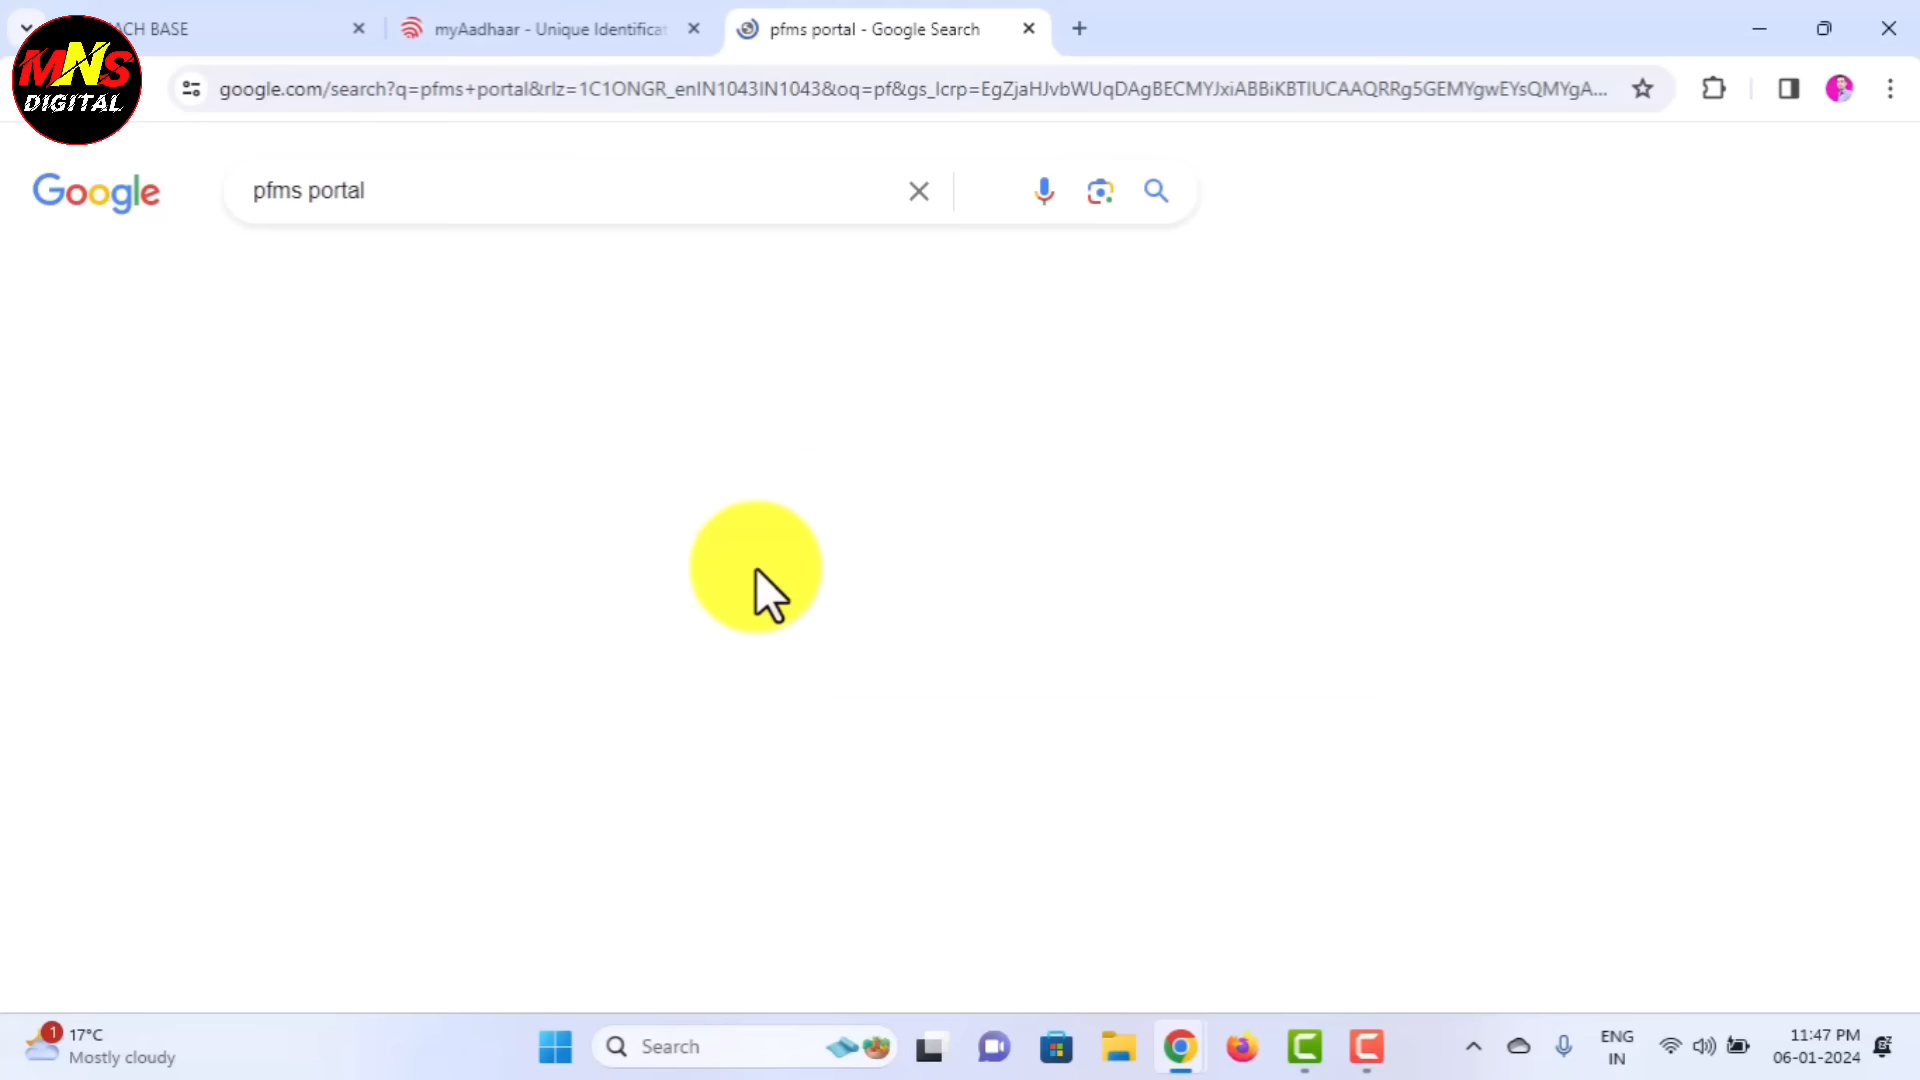 ACH BASE
myAadhaar - Unique Identificat
pfms portal - Google Search
MNS
DIGITAL
google.com/search?q=pfms+portal&rlz=1C1ONGR_enIN1043IN1043&oq=pf&gs_lcrp=EgZjaHJvbWUqDAgBECMYJxiABBiKBTIUCAAQRRg5GEMYgwEYsQMYgA...
Google
pfms portal
1
17°C
Mostly cloudy
Search
ENG
IN
11:47 PM
06-01-2024